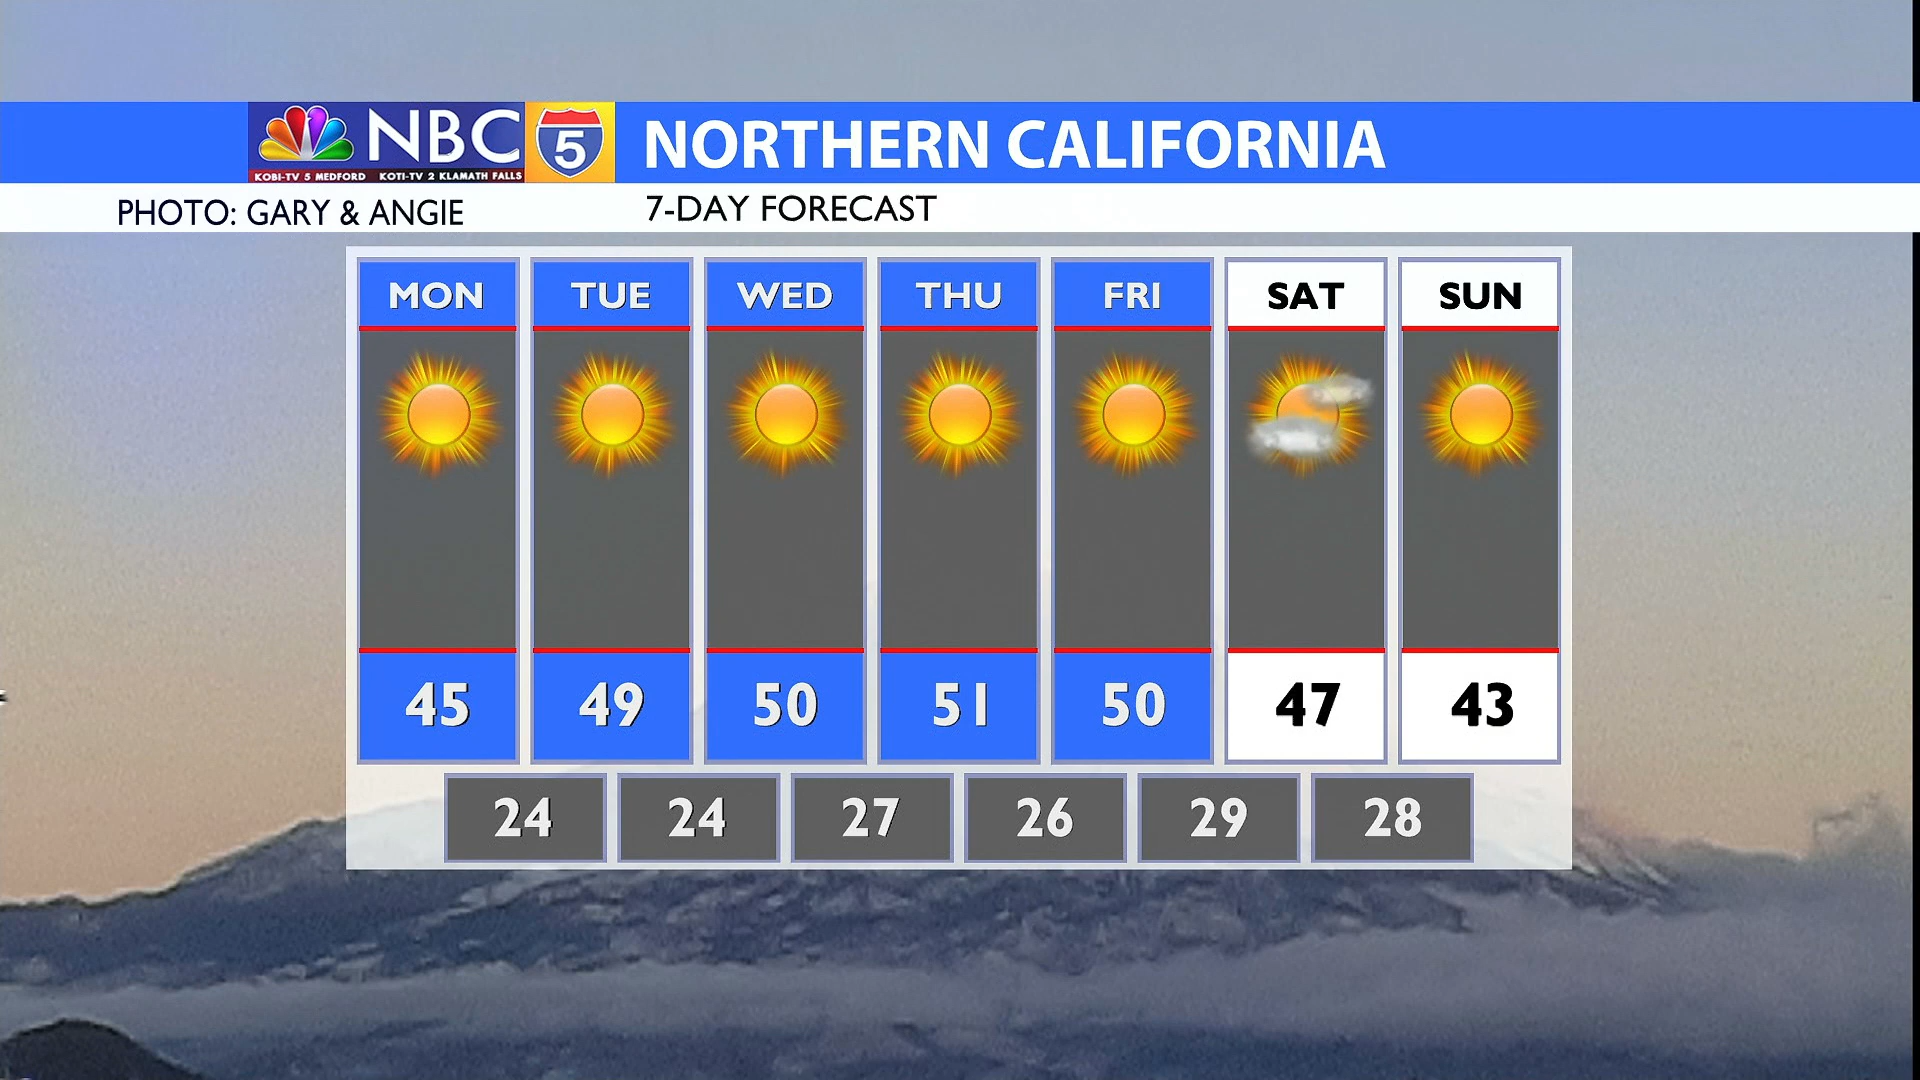 NBC 5
KOBI-TV 5 MEDFORD KOTI-TV 2 KLAMATH FALLS
NORTHERN CALIFORNIA
PHOTO: GARY & ANGIE
7-DAY FORECAST
MON TUE WED THU FRI SAT SUN
45 49 50 51 50 47 43
24 24 27 26 29 28